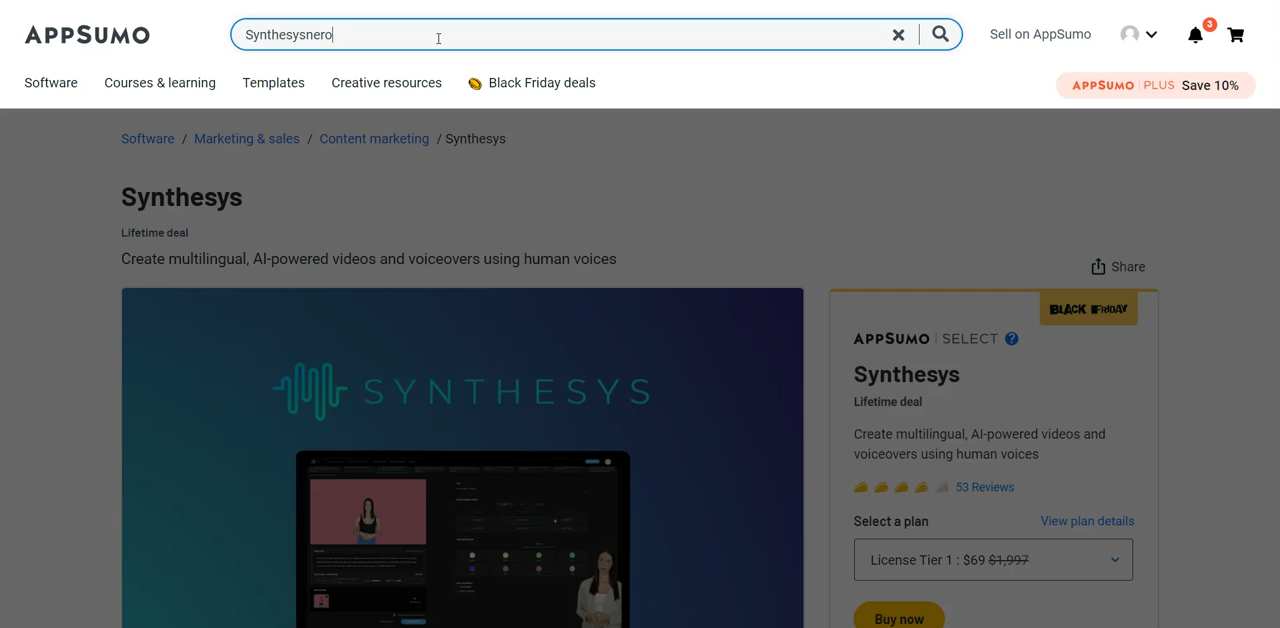 APPSUMO
Synthesysnero
Sell on AppSumo
3
Software
Courses & learning
Templates
Creative resources
Black Friday deals
APPSUMO | PLUS Save 10%
Software / Marketing & sales / Content marketing / Synthesys
Synthesys
Lifetime deal
Create multilingual, AI-powered videos and voiceovers using human voices
Share
SYNTHESYS
BLACK FRIDAY
APPSUMO | SELECT ?
Synthesys
Lifetime deal
Create multilingual, AI-powered videos and
voiceovers using human voices
53 Reviews
Select a plan
View plan details
License Tier 1 : $69 $1,997
Buy now